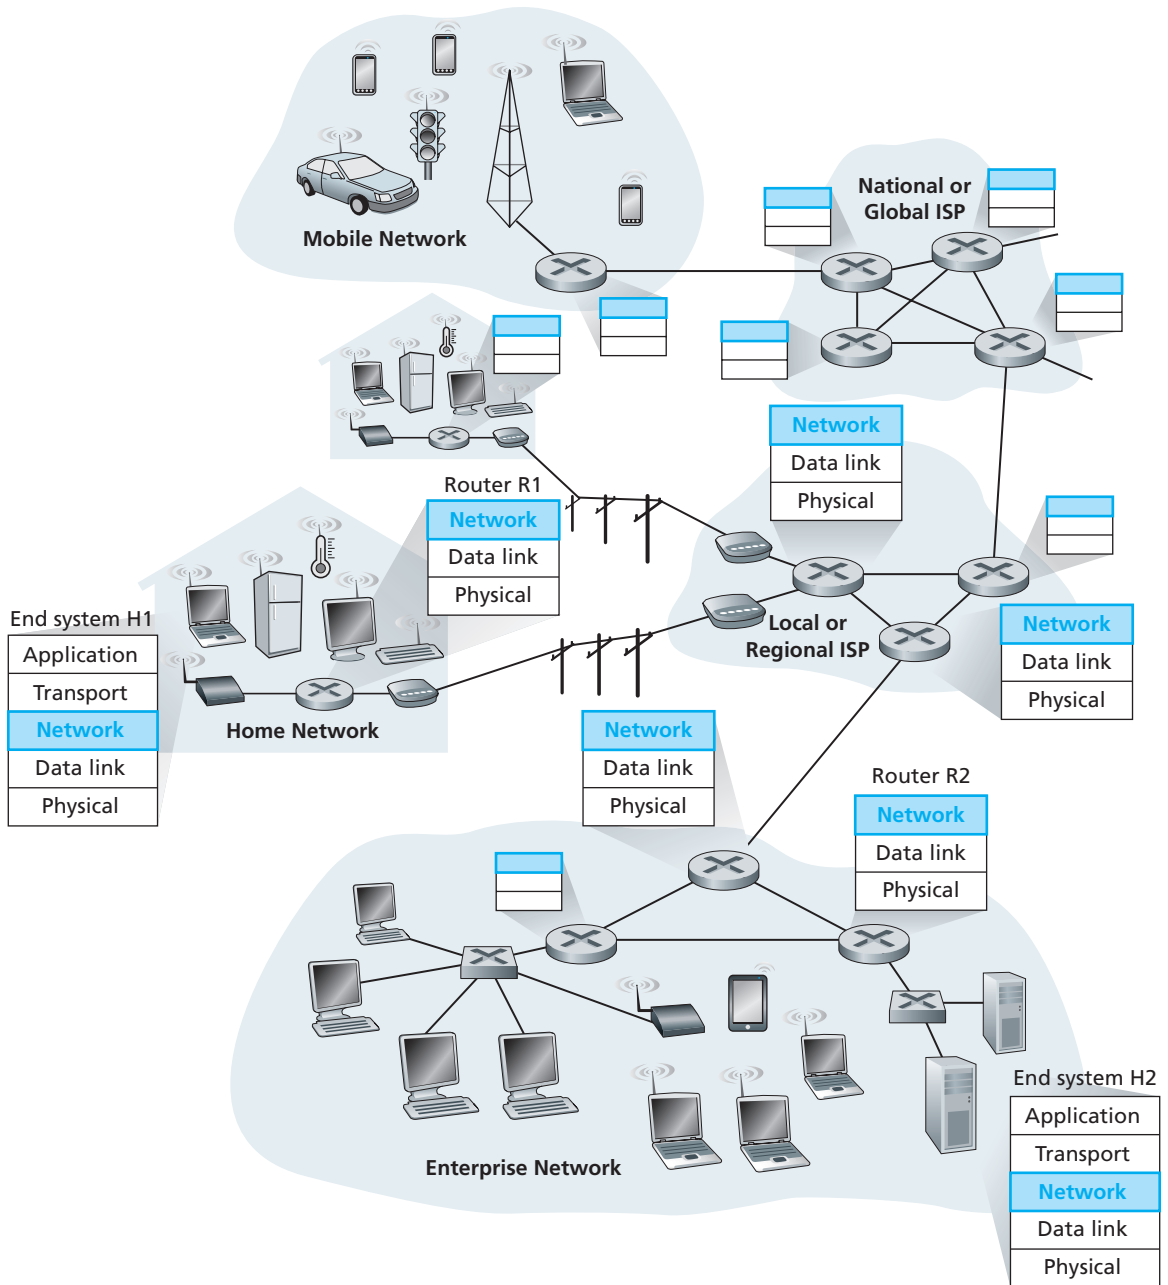 Mobile Network
National or
Global ISP
Network
Data link
Physical
Router R1
Network
Data link
Physical
End system H1
Application
Transport
Network
Data link
Physical
Home Network
Local or
Regional ISP
Network
Data link
Physical
Network
Data link
Physical
Router R2
Network
Data link
Physical
Enterprise Network
End system H2
Application
Transport
Network
Data link
Physical